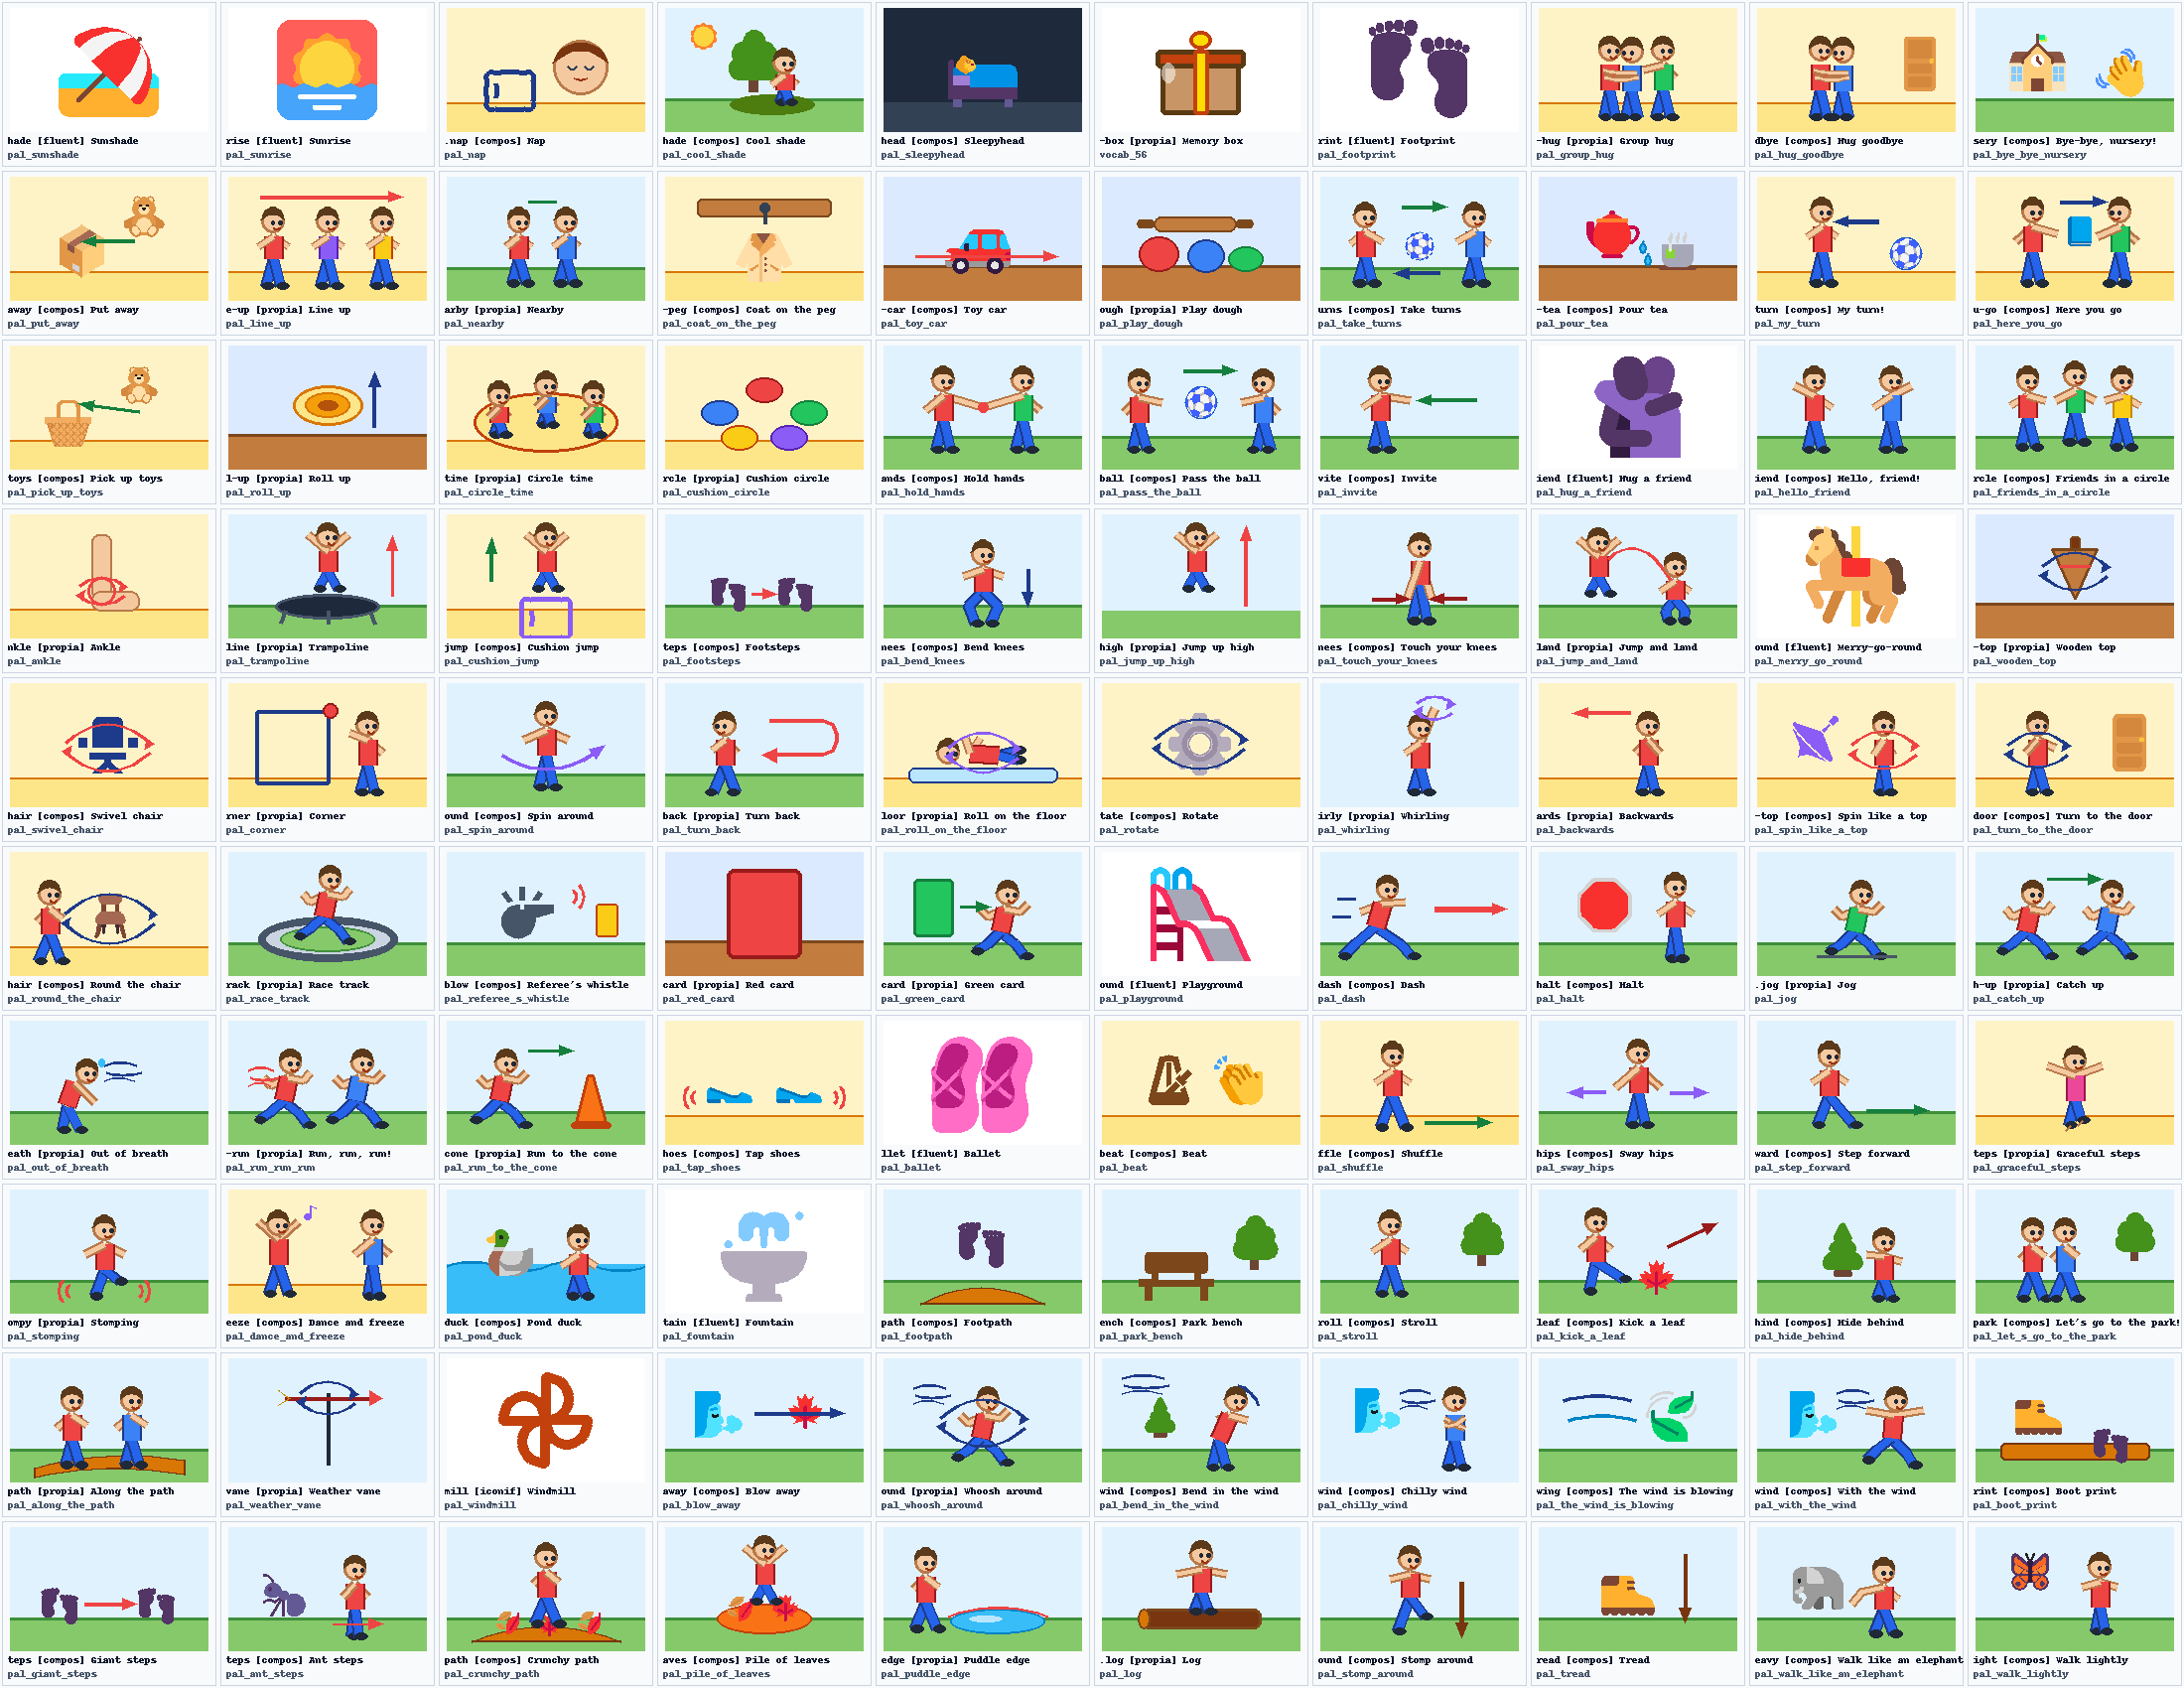 hade [fluent] Sunshade
pal_sunshade
rise [fluent] Sunrise
pal_sunrise
.nap [compos] Nap
pal_nap
hade [compos] Cool shade
pal_cool_shade
head [compos] Sleepyhead
pal_sleepyhead
-box [propia] Memory box
vocab_56
rint [fluent] Footprint
pal_footprint
-hug [propia] Group hug
pal_group_hug
dbye [compos] Hug goodbye
pal_hug_goodbye
sery [compos] Bye-bye, nursery!
pal_bye_bye_nursery
away [compos] Put away
pal_put_away
e-up [propia] Line up
pal_line_up
arby [propia] Nearby
pal_nearby
-peg [compos] Coat on the peg
pal_coat_on_the_peg
-car [compos] Toy car
pal_toy_car
ough [propia] Play dough
pal_play_dough
urns [compos] Take turns
pal_take_turns
-tea [compos] Pour tea
pal_pour_tea
turn [compos] My turn!
pal_my_turn
u-go [compos] Here you go
pal_here_you_go
toys [compos] Pick up toys
pal_pick_up_toys
l-up [propia] Roll up
pal_roll_up
time [propia] Circle time
pal_circle_time
rcle [propia] Cushion circle
pal_cushion_circle
ands [compos] Hold hands
pal_hold_hands
ball [compos] Pass the ball
pal_pass_the_ball
vite [compos] Invite
pal_invite
iend [fluent] Hug a friend
pal_hug_a_friend
iend [compos] Hello, friend!
pal_hello_friend
rcle [compos] Friends in a circle
pal_friends_in_a_circle
nkle [propia] Ankle
pal_ankle
line [propia] Trampoline
pal_trampoline
jump [compos] Cushion jump
pal_cushion_jump
teps [compos] Footsteps
pal_footsteps
nees [compos] Bend knees
pal_bend_knees
high [propia] Jump up high
pal_jump_up_high
nees [compos] Touch your knees
pal_touch_your_knees
land [propia] Jump and land
pal_jump_and_land
ound [fluent] Merry-go-round
pal_merry_go_round
-top [propia] Wooden top
pal_wooden_top
hair [compos] Swivel chair
pal_swivel_chair
rner [propia] Corner
pal_corner
ound [compos] Spin around
pal_spin_around
back [propia] Turn back
pal_turn_back
loor [propia] Roll on the floor
pal_roll_on_the_floor
tate [compos] Rotate
pal_rotate
irly [propia] Whirling
pal_whirling
ards [propia] Backwards
pal_backwards
-top [compos] Spin like a top
pal_spin_like_a_top
door [compos] Turn to the door
pal_turn_to_the_door
hair [compos] Round the chair
pal_round_the_chair
rack [propia] Race track
pal_race_track
blow [compos] Referee's whistle
pal_referee_s_whistle
card [propia] Red card
pal_red_card
card [propia] Green card
pal_green_card
ound [fluent] Playground
pal_playground
dash [compos] Dash
pal_dash
halt [compos] Halt
pal_halt
.jog [propia] Jog
pal_jog
h-up [propia] Catch up
pal_catch_up
eath [propia] Out of breath
pal_out_of_breath
-run [propia] Run, run, run!
pal_run_run_run
cone [propia] Run to the cone
pal_run_to_the_cone
hoes [compos] Tap shoes
pal_tap_shoes
llet [fluent] Ballet
pal_ballet
beat [compos] Beat
pal_beat
ffle [compos] Shuffle
pal_shuffle
hips [compos] Sway hips
pal_sway_hips
ward [compos] Step forward
pal_step_forward
teps [propia] Graceful steps
pal_graceful_steps
ompy [propia] Stomping
pal_stomping
eeze [compos] Dance and freeze
pal_dance_and_freeze
duck [compos] Pond duck
pal_pond_duck
tain [fluent] Fountain
pal_fountain
path [compos] Footpath
pal_footpath
ench [compos] Park bench
pal_park_bench
roll [compos] Stroll
pal_stroll
leaf [compos] Kick a leaf
pal_kick_a_leaf
hind [compos] Hide behind
pal_hide_behind
park [compos] Let's go to the park!
pal_let_s_go_to_the_park
path [propia] Along the path
pal_along_the_path
vane [propia] Weather vane
pal_weather_vane
mill [iconif] Windmill
pal_windmill
away [compos] Blow away
pal_blow_away
ound [propia] Whoosh around
pal_whoosh_around
wind [compos] Bend in the wind
pal_bend_in_the_wind
wind [compos] Chilly wind
pal_chilly_wind
wing [compos] The wind is blowing
pal_the_wind_is_blowing
wind [compos] With the wind
pal_with_the_wind
rint [compos] Boot print
pal_boot_print
teps [compos] Giant steps
pal_giant_steps
teps [compos] Ant steps
pal_ant_steps
path [compos] Crunchy path
pal_crunchy_path
aves [compos] Pile of leaves
pal_pile_of_leaves
edge [propia] Puddle edge
pal_puddle_edge
.log [propia] Log
pal_log
ound [compos] Stomp around
pal_stomp_around
read [compos] Tread
pal_tread
eavy [compos] Walk like an elephant
pal_walk_like_an_elephant
ight [compos] Walk lightly
pal_walk_lightly